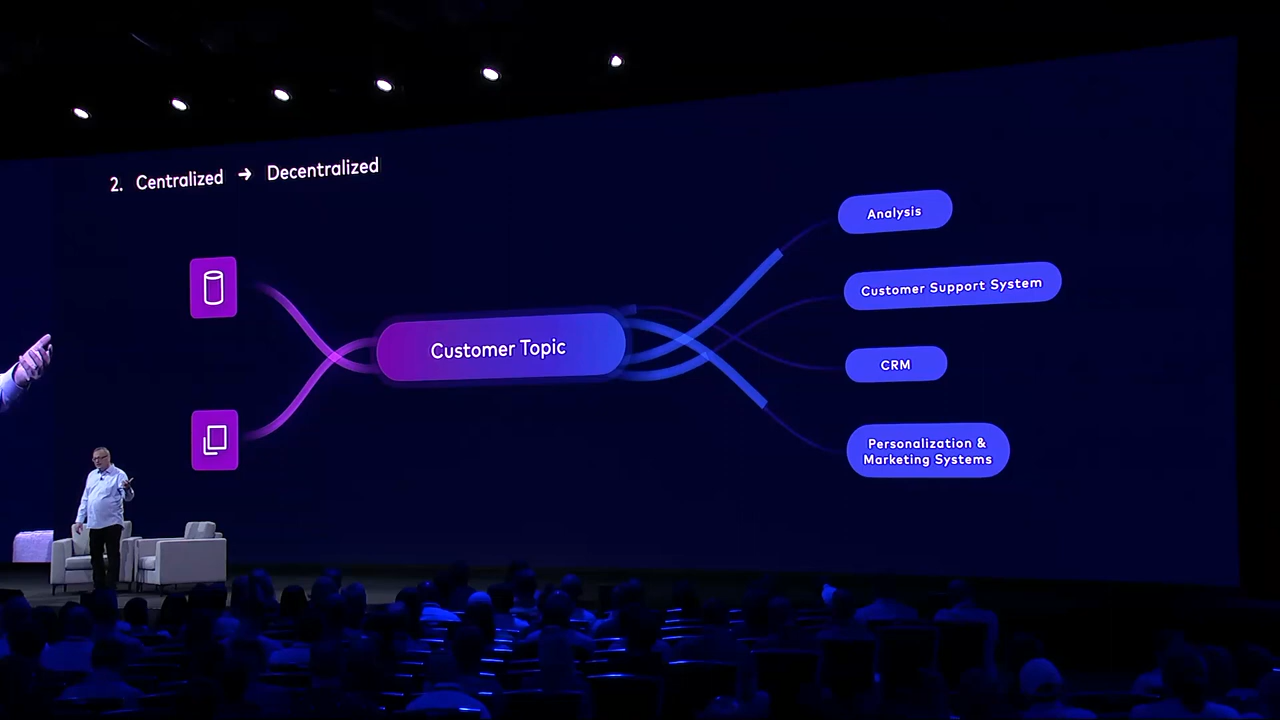 2. Centralized → Decentralized
Analysis
Customer Support System
Customer Topic
CRM
Personalization &
Marketing Systems